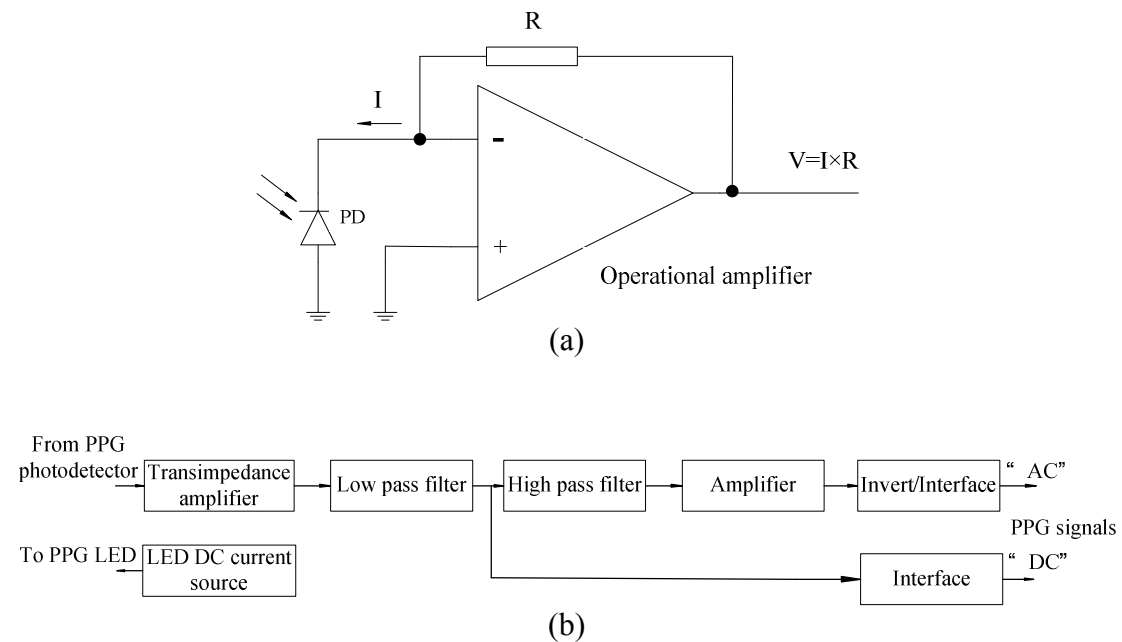 R
I
-
V=I×R
PD
+
Operational amplifier
(a)
From PPG
photodetector
Transimpedance
amplifier
Low pass filter
High pass filter
Amplifier
Invert/Interface
“ AC”
PPG signals
To PPG LED
LED DC current
source
Interface
“ DC”
(b)